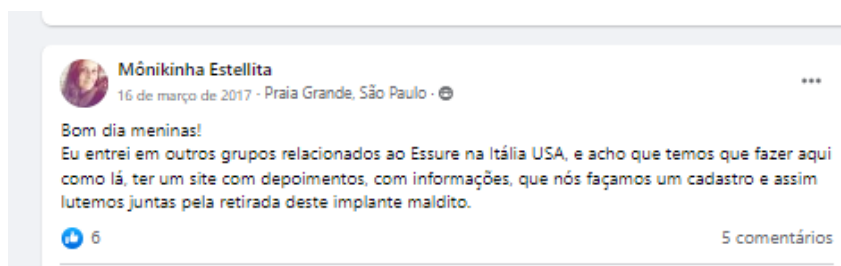 Mônikinha Estellita
16 de março de 2017 · Praia Grande, São Paulo ·
Bom dia meninas!
Eu entrei em outros grupos relacionados ao Essure na Itália USA, e acho que temos que fazer aqui
como lá, ter um site com depoimentos, com informações, que nós façamos um cadastro e assim
lutemos juntas pela retirada deste implante maldito.
6
5 comentários